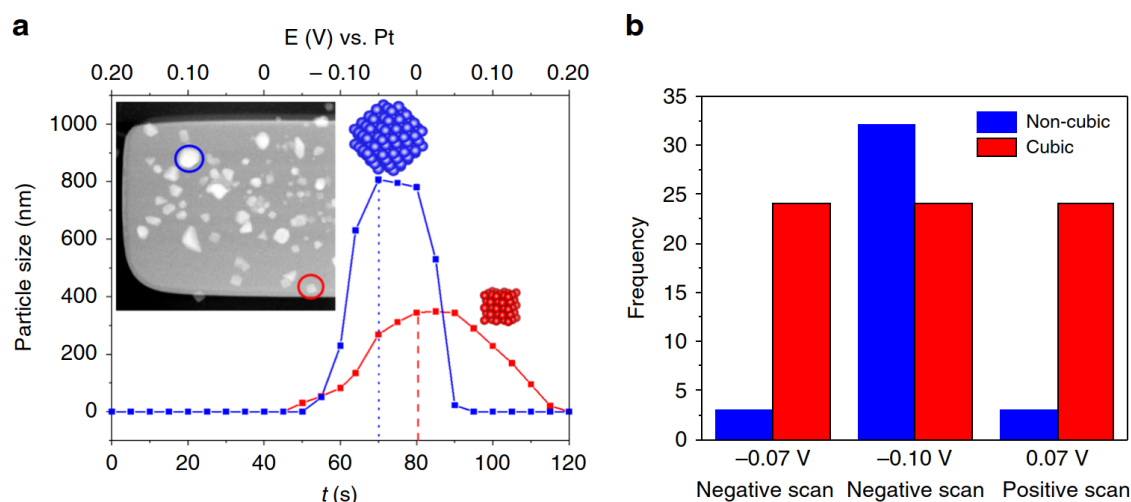 a
E (V) vs. Pt
0.20 0.10 0 –0.10 0 0.10 0.20
Particle size (nm)
1000
800
600
400
200
0
0 20 40 60 80 100 120
t (s)
b
Frequency
35
30
25
20
15
10
5
0
Non-cubic
Cubic
–0.07 V –0.10 V 0.07 V
Negative scan Negative scan Positive scan